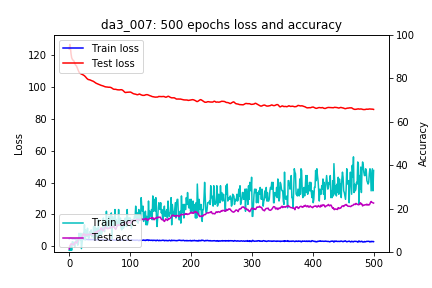 da3_007: 500 epochs loss and accuracy
120
100
80
60
40
20
0
Loss
100
80
60
40
20
0
Accuracy
0
100
200
300
400
500
Train loss
Test loss
Train acc
Test acc